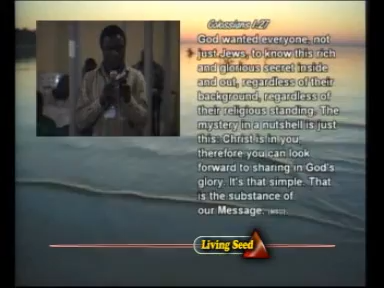 Colossians 1:27
God wanted everyone, not
just Jews, to know this rich
and glorious secret inside
and out, regardless of their
background, regardless of
their religious standing. The
mystery in a nutshell is just
this: Christ is in you,
therefore you can look
forward to sharing in God's
glory. It's that simple. That
is the substance of
our Message. (MSG)
Living Seed